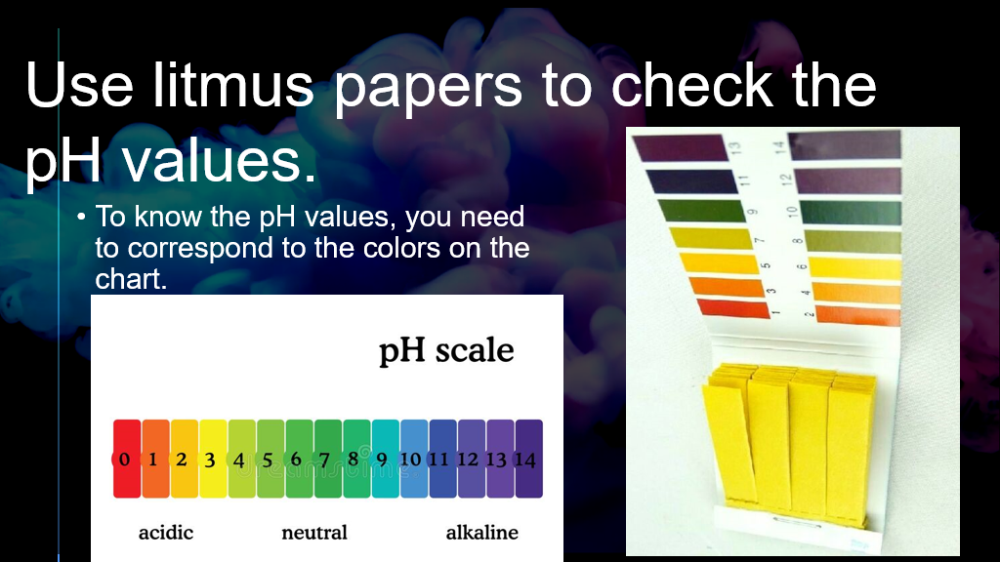 Use litmus papers to check the
pH values.
• To know the pH values, you need
to correspond to the colors on the
chart.
pH scale
0 1 2 3 4 5 6 7 8 9 10 11 12 13 14
acidic neutral alkaline
13 14
11 12
9 10
7 8
5 6
3 4
1 2